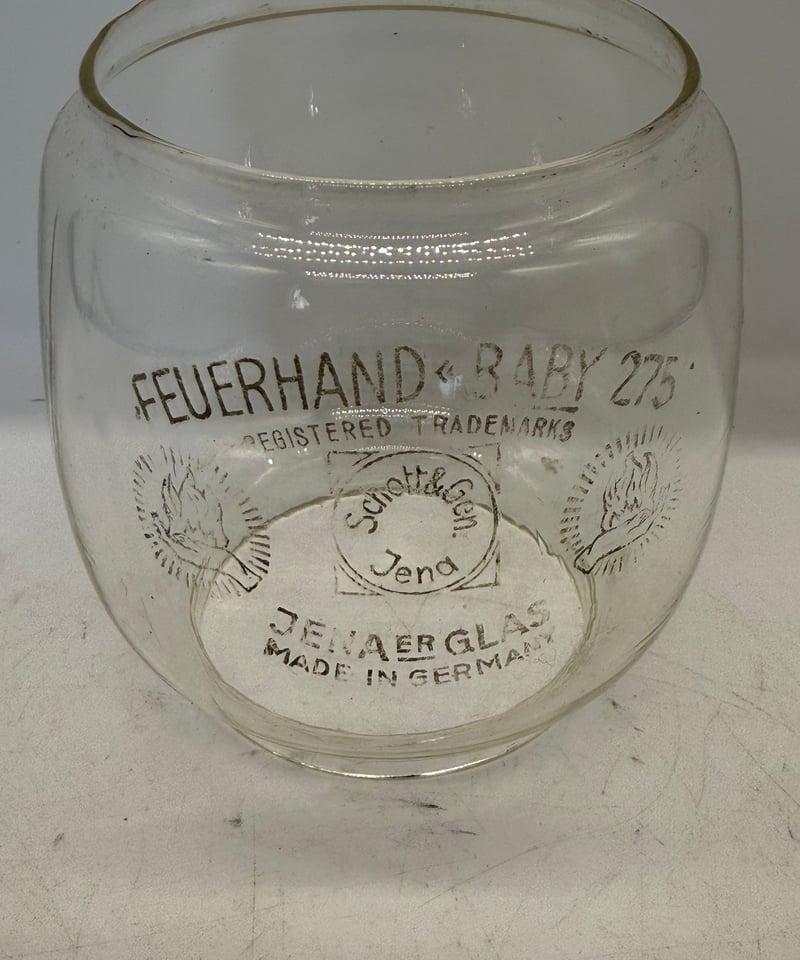 FEUERHAND « BABY 275
REGISTERED TRADEMARKS
Schott & Gen.
Jena
JENAER GLAS
MADE IN GERMANY